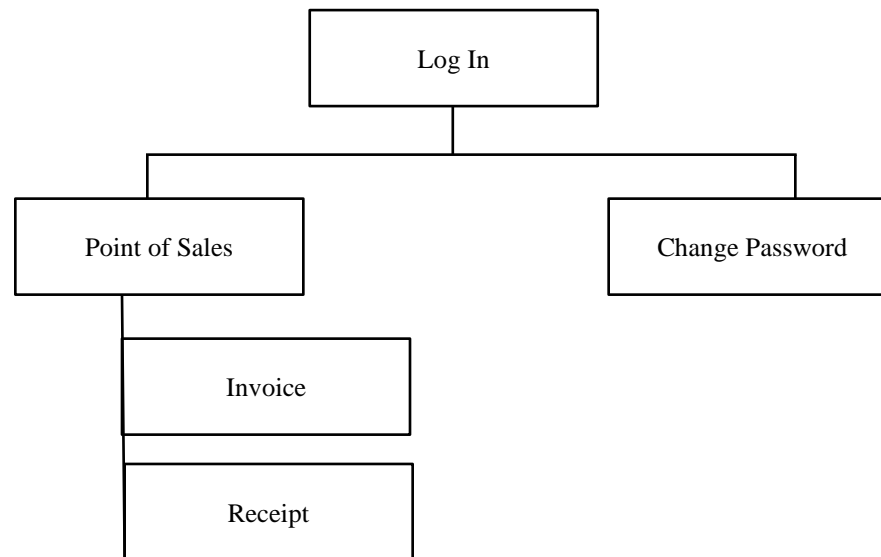 Log In
Point of Sales
Change Password
Invoice
Receipt